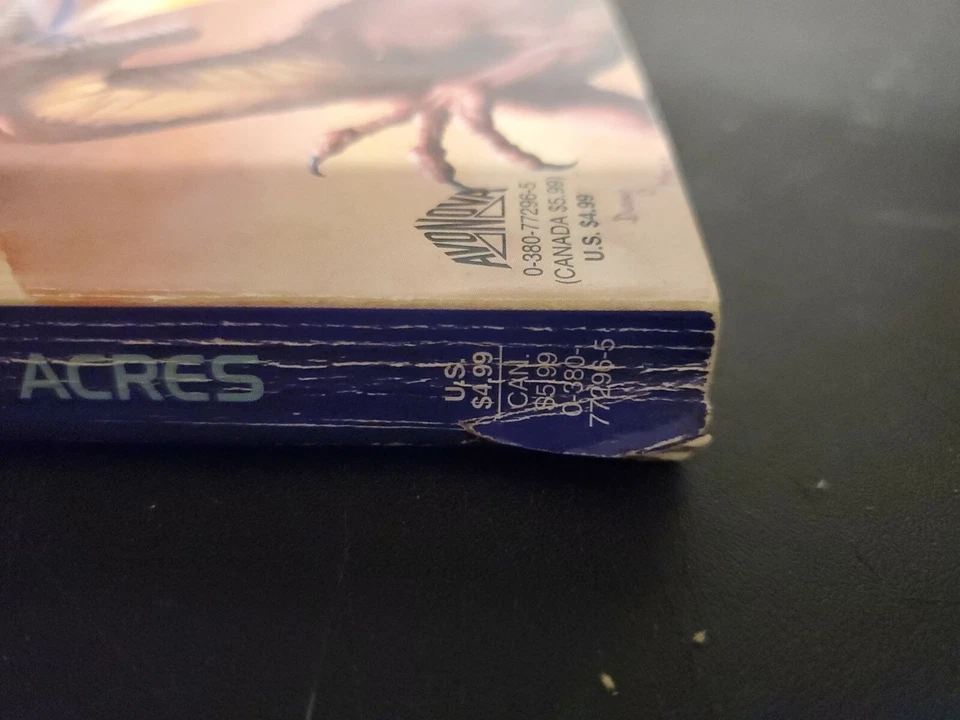 AVONOVA
0-380-77296-5
(CANADA $5.99)
U.S. $4.99
ACRES
U.S.
$4.99
CAN.
$5.99
0-380-
77296-5